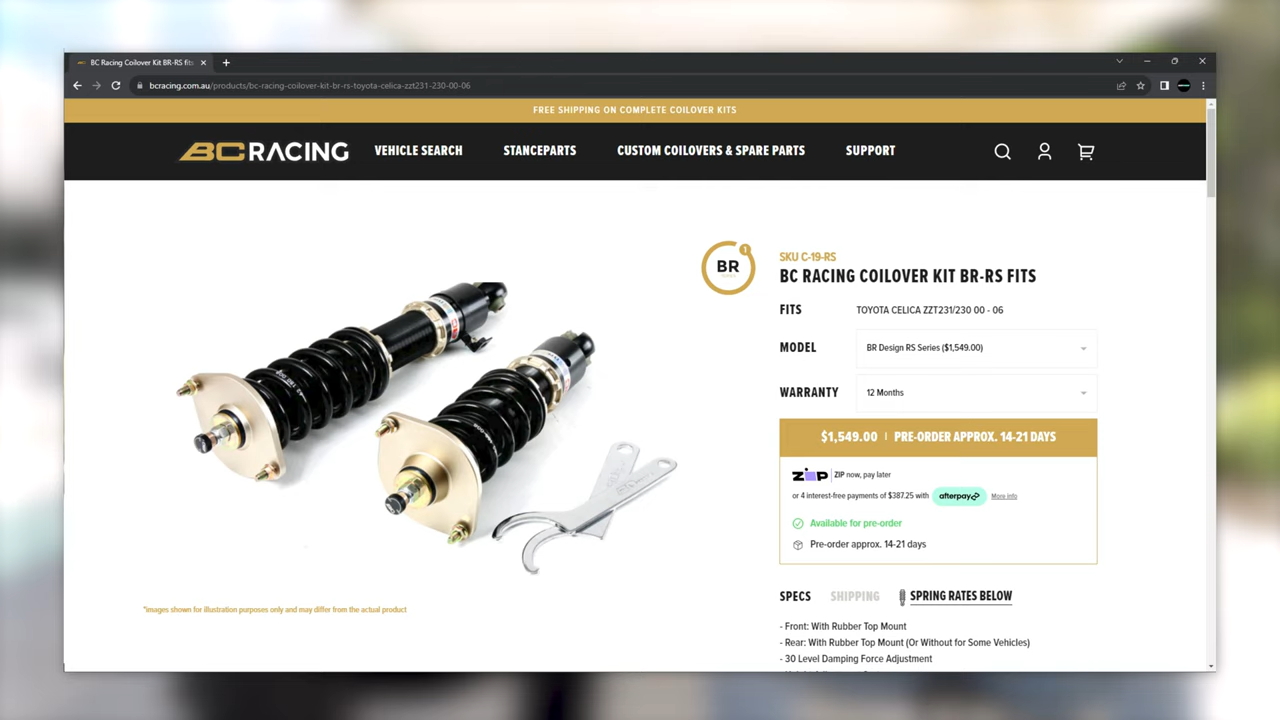 BC Racing Coilover Kit BR-RS fits
bcracing.com.au/products/bc-racing-coilover-kit-br-rs-toyota-celica-zzt231-230-00-06
FREE SHIPPING ON COMPLETE COILOVER KITS
BC RACING
VEHICLE SEARCH
STANCEPARTS
CUSTOM COILOVERS & SPARE PARTS
SUPPORT
BR
1
SKU C-19-RS
BC RACING COILOVER KIT BR-RS FITS
FITS TOYOTA CELICA ZZT231/230 00 - 06
MODEL BR Design RS Series ($1,549.00)
WARRANTY 12 Months
$1,549.00 | PRE-ORDER APPROX. 14-21 DAYS
ZIP ZIP now, pay later
or 4 interest-free payments of $387.25 with afterpay More info
Available for pre-order
Pre-order approx. 14-21 days
*Images shown for illustration purposes only and may differ from the actual product
SPECS SHIPPING SPRING RATES BELOW
- Front: With Rubber Top Mount
- Rear: With Rubber Top Mount (Or Without for Some Vehicles)
- 30 Level Damping Force Adjustment